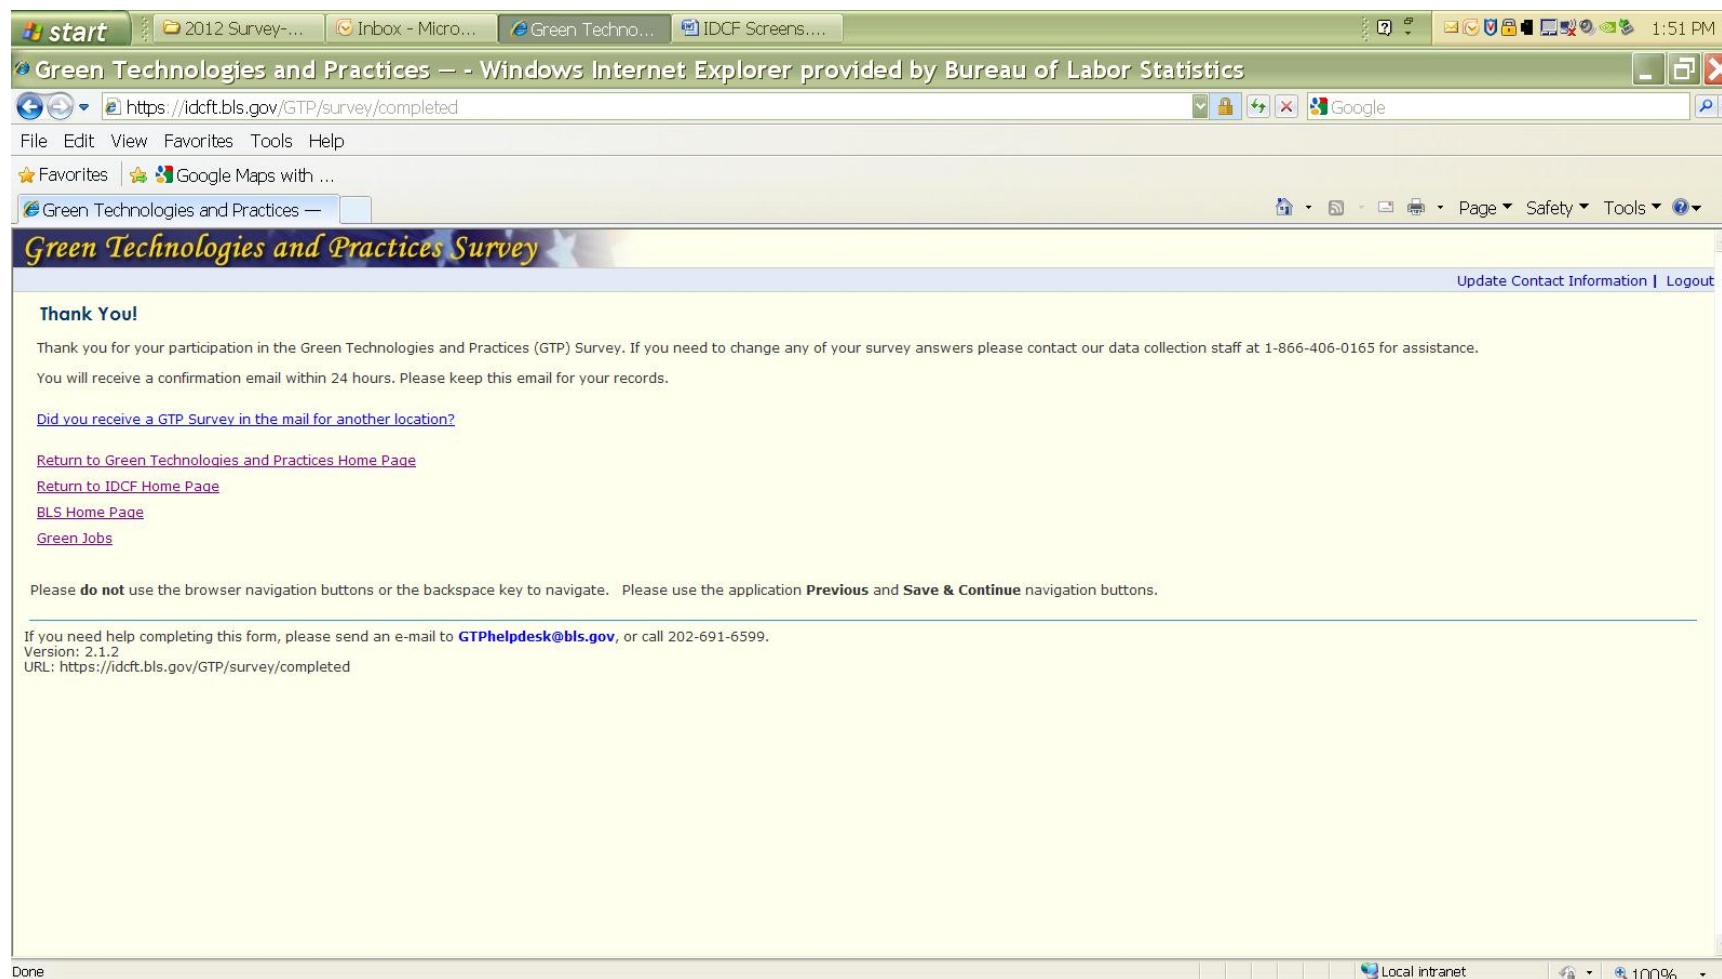 start
2012 Survey-...
Inbox - Micro...
Green Techno...
IDCF Screens....
1:51 PM
Green Technologies and Practices — - Windows Internet Explorer provided by Bureau of Labor Statistics
https://idcft.bls.gov/GTP/survey/completed
Google
File Edit View Favorites Tools Help
Favorites
Google Maps with ...
Green Technologies and Practices —
Page Safety Tools
Green Technologies and Practices Survey
Update Contact Information | Logout
Thank You!
Thank you for your participation in the Green Technologies and Practices (GTP) Survey. If you need to change any of your survey answers please contact our data collection staff at 1-866-406-0165 for assistance.
You will receive a confirmation email within 24 hours. Please keep this email for your records.
Did you receive a GTP Survey in the mail for another location?
Return to Green Technologies and Practices Home Page
Return to IDCF Home Page
BLS Home Page
Green Jobs
Please do not use the browser navigation buttons or the backspace key to navigate. Please use the application Previous and Save & Continue navigation buttons.
If you need help completing this form, please send an e-mail to GTPhelpdesk@bls.gov, or call 202-691-6599.
Version: 2.1.2
URL: https://idcft.bls.gov/GTP/survey/completed
Done
Local intranet
100%